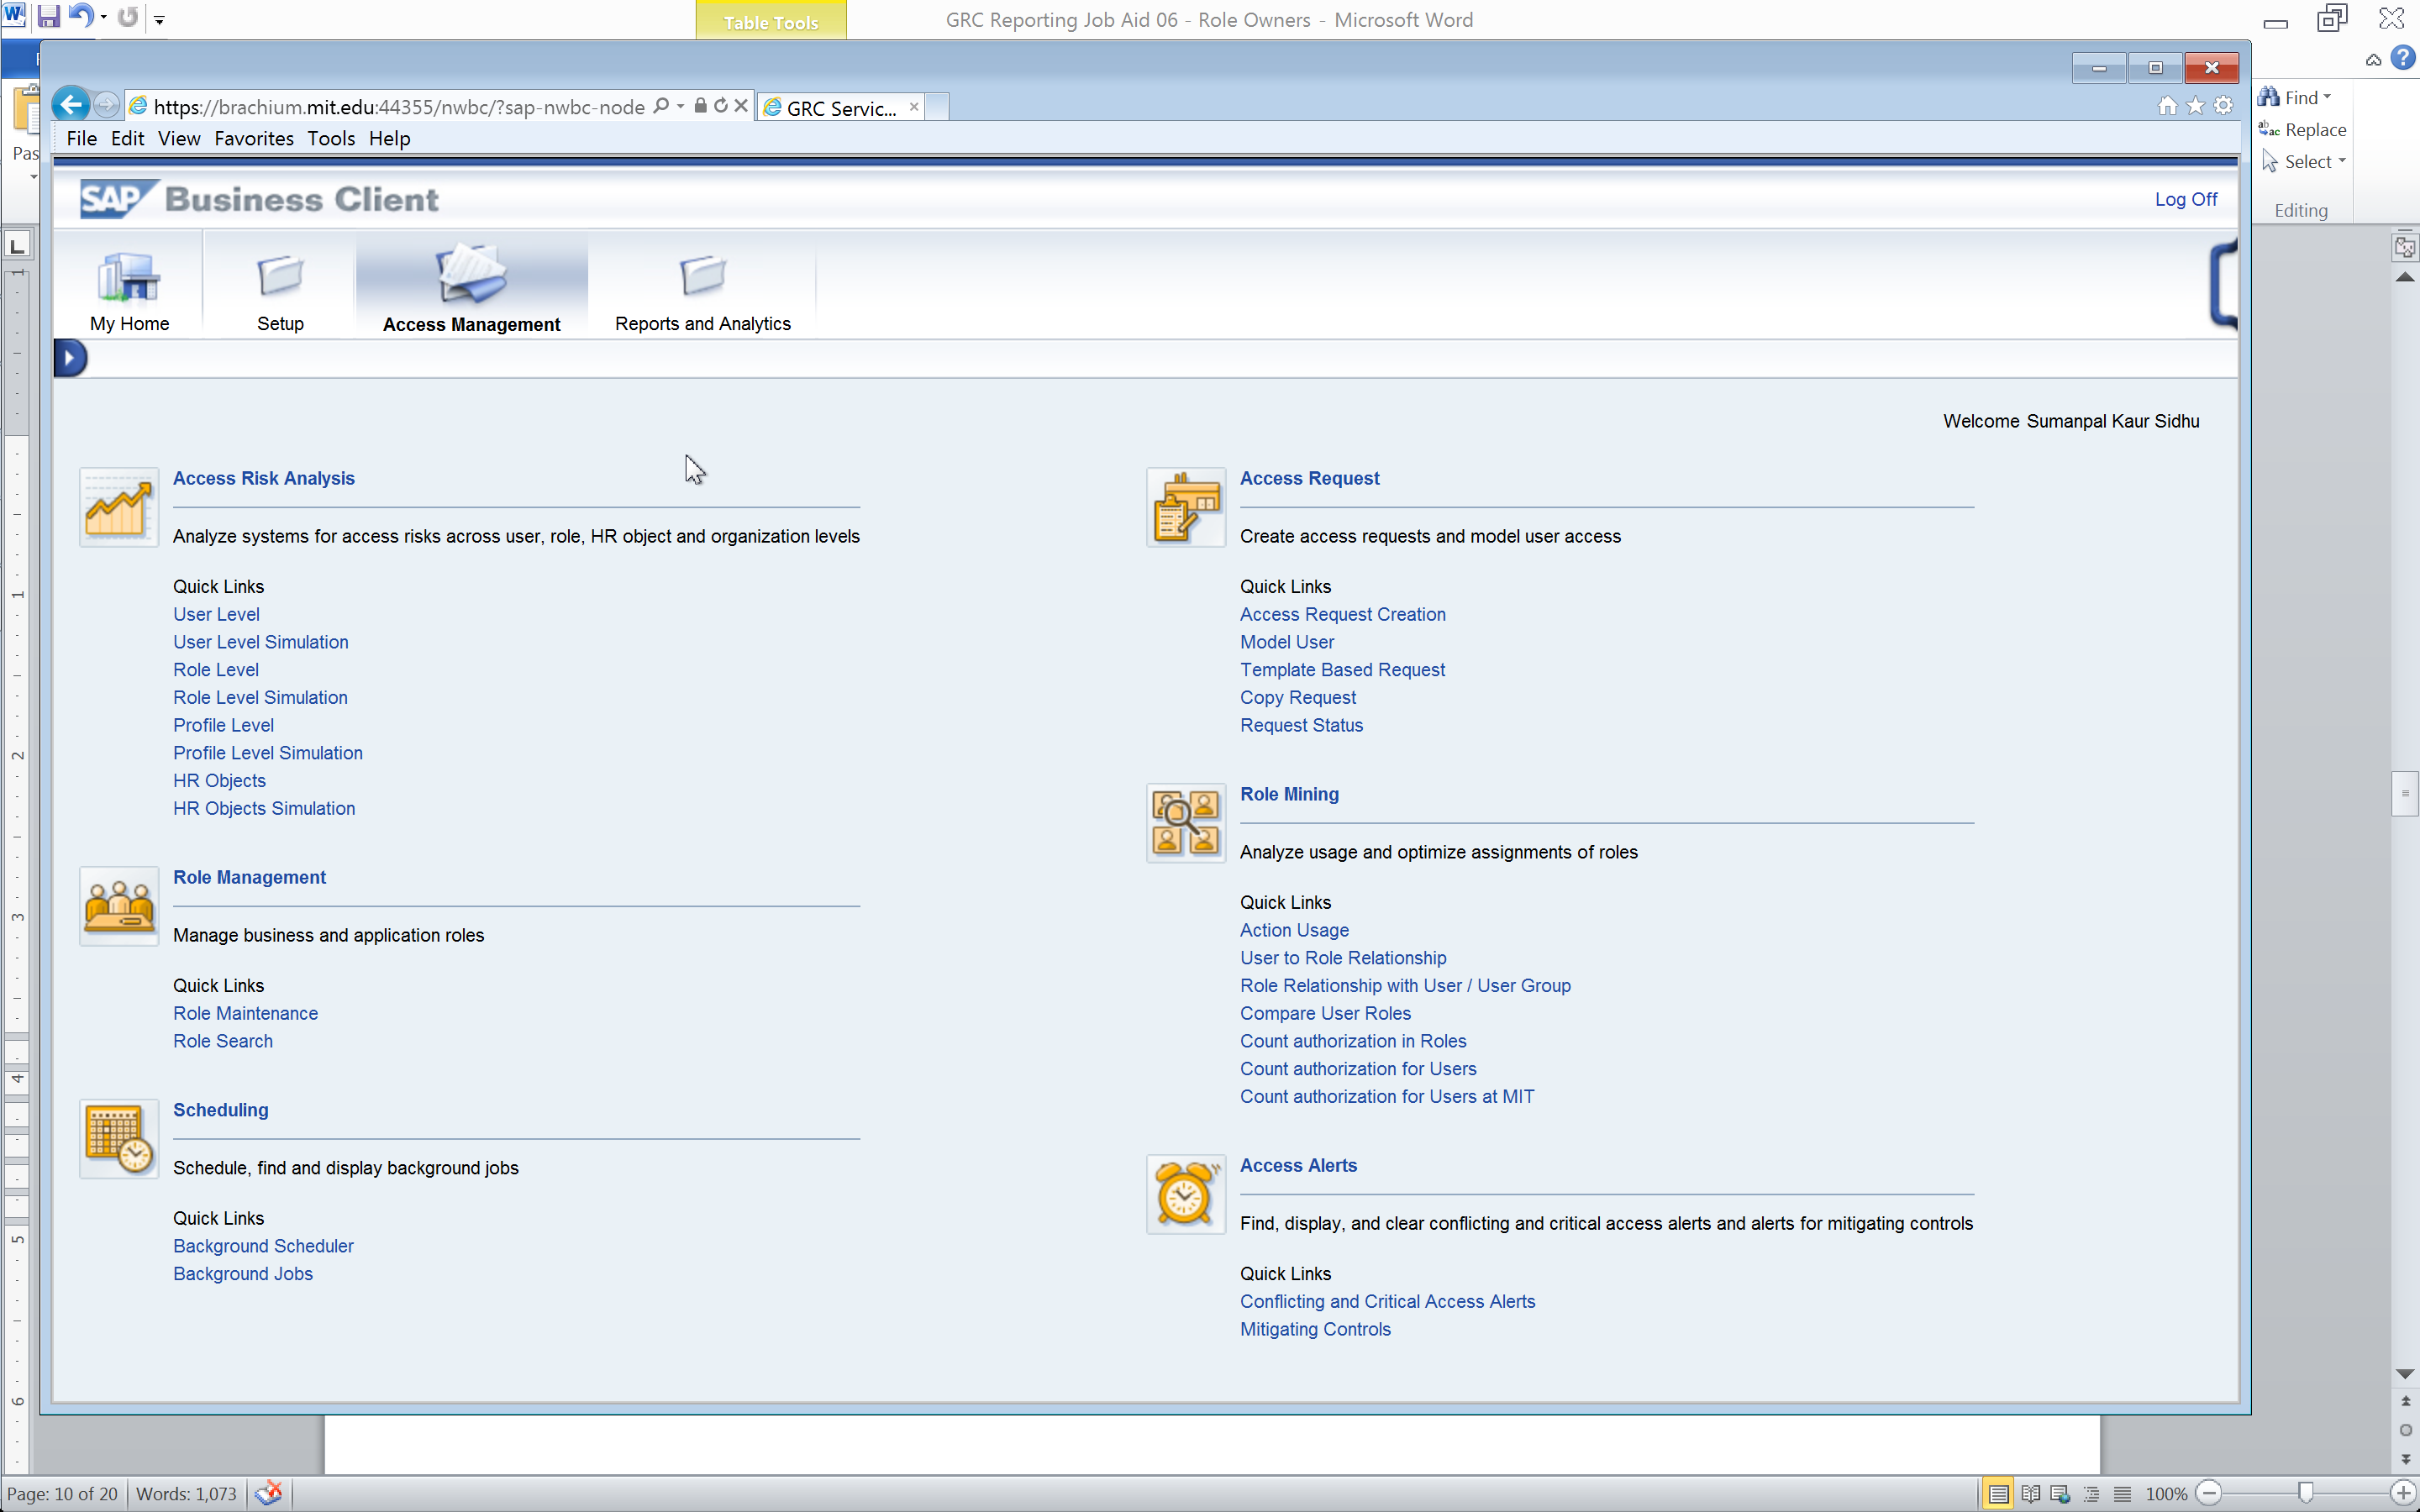 Table Tools
GRC Reporting Job Aid 06 - Role Owners - Microsoft Word
https://brachium.mit.edu:44355/nwbc/?sap-nwbc-node
GRC Servic...
File Edit View Favorites Tools Help
Find
Replace
Select
Editing
Pas
SAP Business Client
Log Off
My Home
Setup
Access Management
Reports and Analytics
Welcome Sumanpal Kaur Sidhu
Access Risk Analysis
Analyze systems for access risks across user, role, HR object and organization levels
Quick Links
User Level
User Level Simulation
Role Level
Role Level Simulation
Profile Level
Profile Level Simulation
HR Objects
HR Objects Simulation
Role Management
Manage business and application roles
Quick Links
Role Maintenance
Role Search
Scheduling
Schedule, find and display background jobs
Quick Links
Background Scheduler
Background Jobs
Access Request
Create access requests and model user access
Quick Links
Access Request Creation
Model User
Template Based Request
Copy Request
Request Status
Role Mining
Analyze usage and optimize assignments of roles
Quick Links
Action Usage
User to Role Relationship
Role Relationship with User / User Group
Compare User Roles
Count authorization in Roles
Count authorization for Users
Count authorization for Users at MIT
Access Alerts
Find, display, and clear conflicting and critical access alerts and alerts for mitigating controls
Quick Links
Conflicting and Critical Access Alerts
Mitigating Controls
1
1
2
3
4
5
6
Page: 10 of 20
Words: 1,073
100%